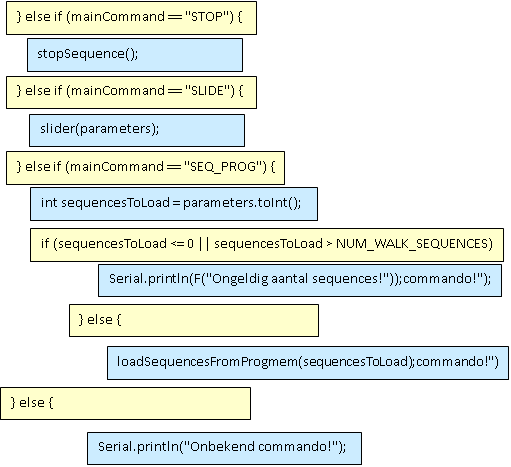 } else if (mainCommand == "STOP") {
stopSequence();
} else if (mainCommand == "SLIDE") {
slider(parameters);
} else if (mainCommand == "SEQ_PROG") {
int sequencesToLoad = parameters.toInt();
if (sequencesToLoad <= 0 || sequencesToLoad > NUM_WALK_SEQUENCES)
Serial.println(F("Ongeldig aantal sequences!"));commando!");
} else {
loadSequencesFromProgmem(sequencesToLoad);commando!")
} else {
Serial.println("Onbekend commando!");